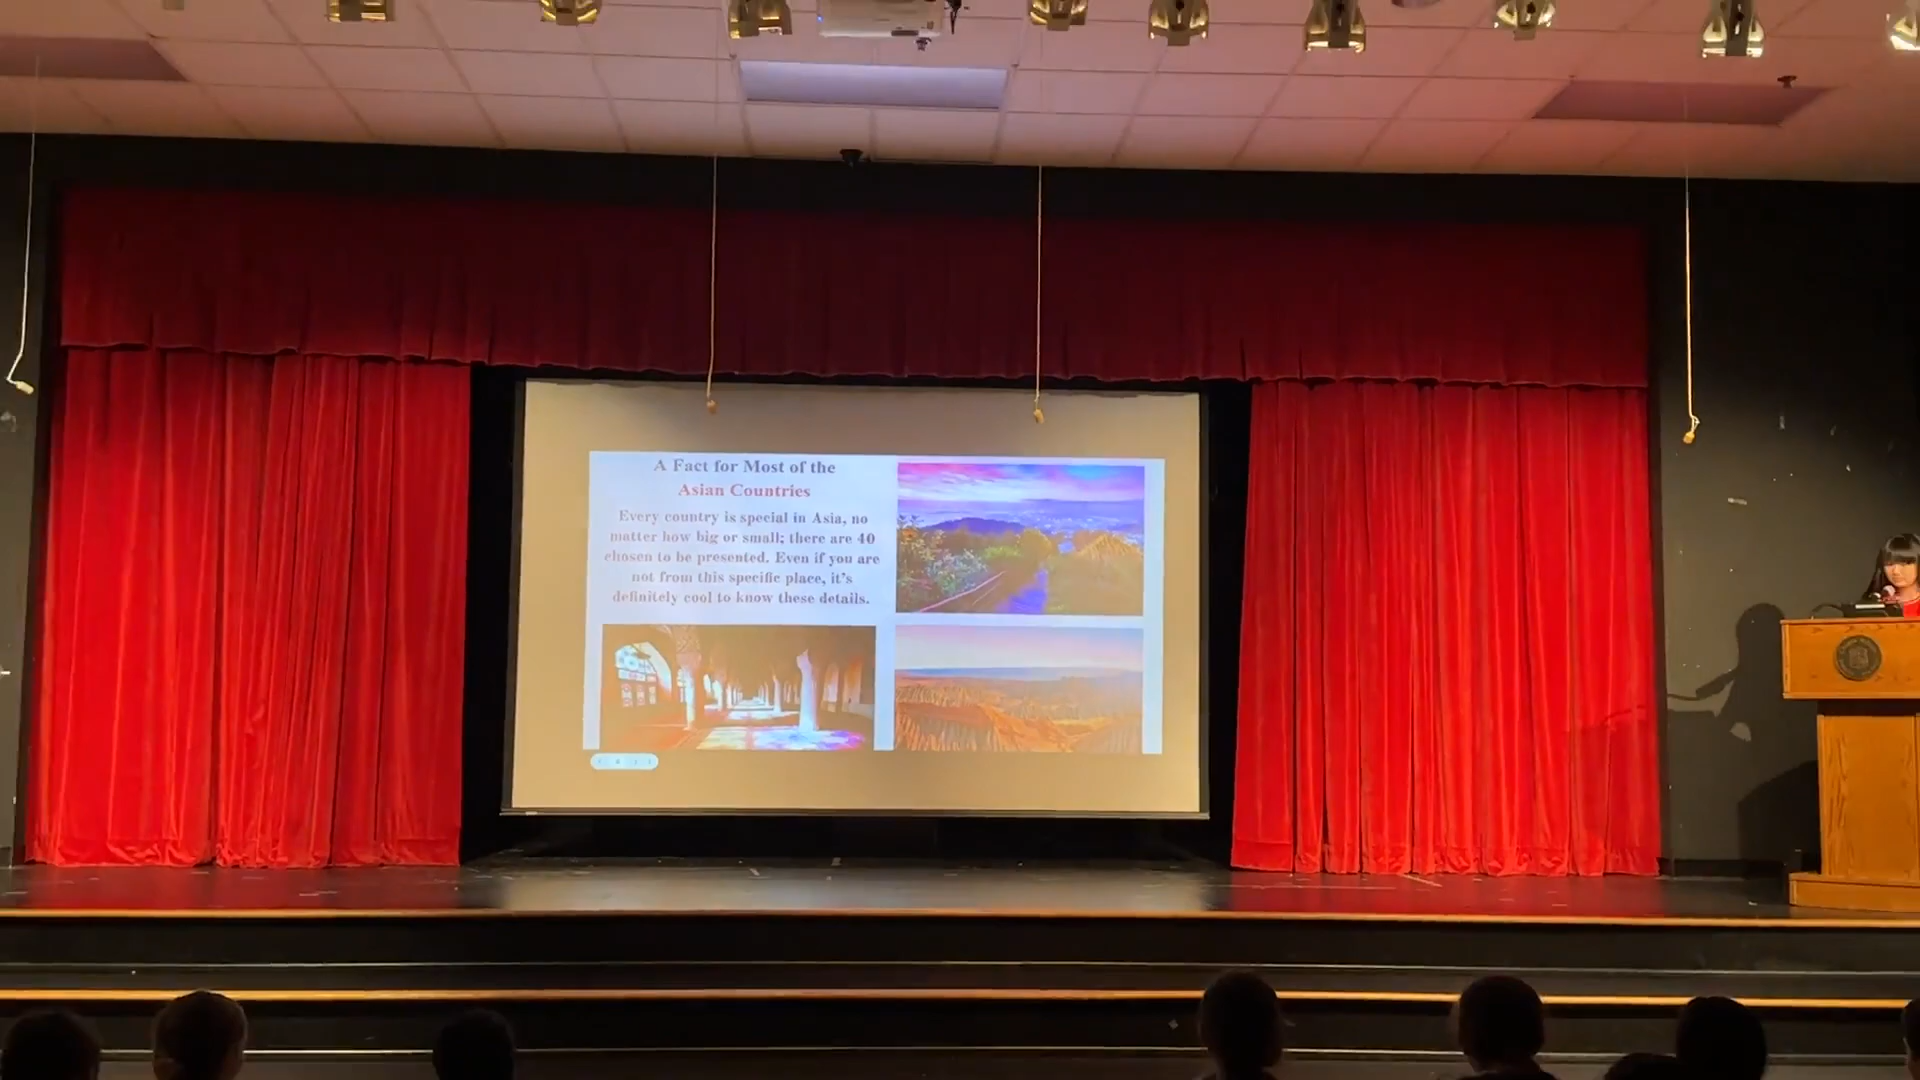 A Fact for Most of the
Asian Countries
Every country is special in Asia, no
matter how big or small; there are 40
chosen to be presented. Even if you are
not from this specific place, it's
definitely cool to know these details.